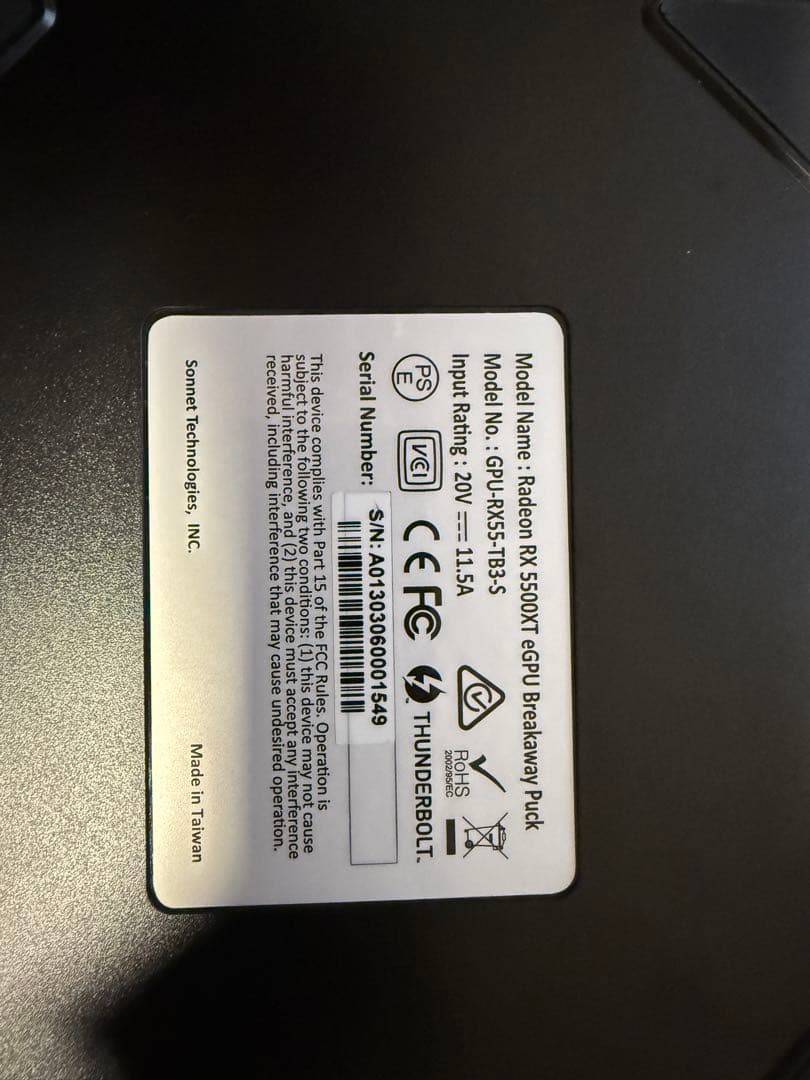 Model Name : Radeon RX 5500XT eGPU Breakaway Puck
Model No. : GPU-RX55-TB3-S
Input Rating : 20V ⎓ 11.5A
RoHS
2002/95/EC
PS E
VCI
CE FC
THUNDERBOLT™
Serial Number:
S/N: A01303060001549
This device complies with Part 15 of the FCC Rules. Operation is
subject to the following two conditions: (1) this device may not cause
harmful interference, and (2) this device must accept any interference
received, including interference that may cause undesired operation.
Sonnet Technologies, INC.
Made in Taiwan